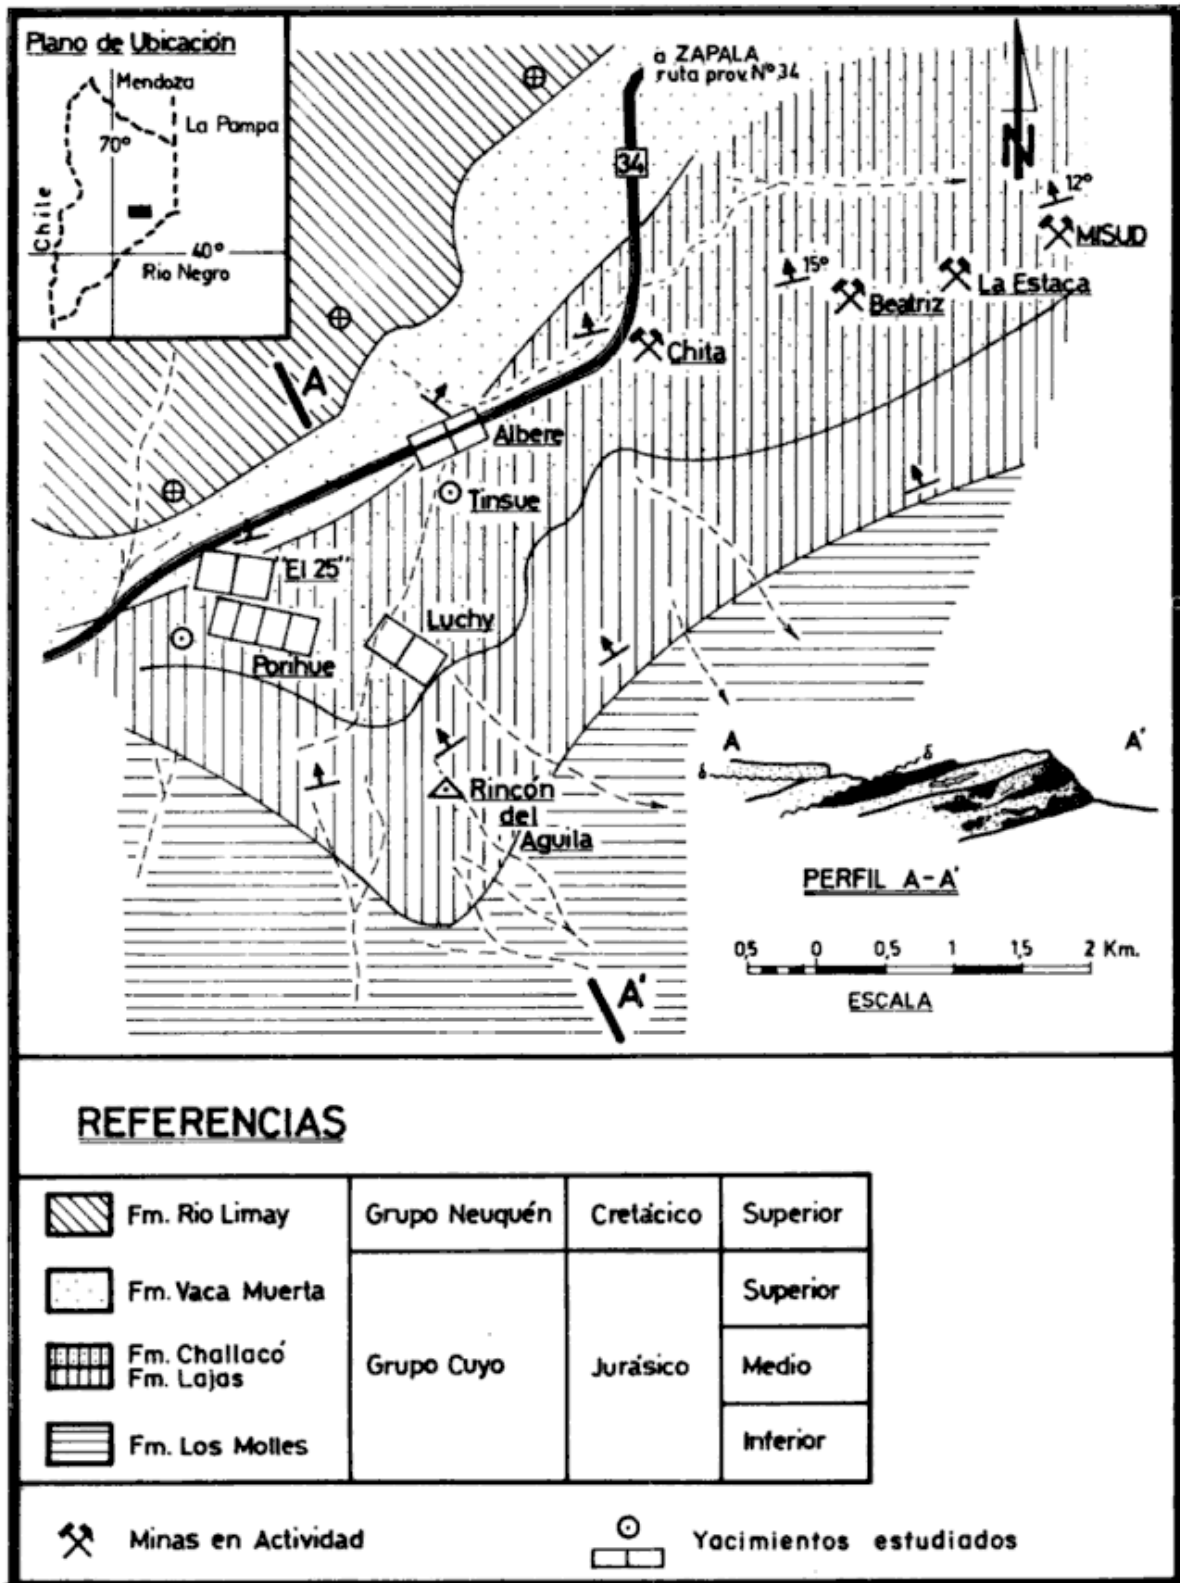 Plano de Ubicación
Mendoza
La Pampa
70°
Chile
40°
Rio Negro
a ZAPALA
ruta prov. N° 34
34
N
12°
MISUD
15°
La Estaca
Beatriz
Chita
A
Albere
Tinsue
"El 25"
Luchy
Porihue
Rincón
del
Aguila
A'
A
A'
δ
δ
PERFIL A-A'
0,5 0 0,5 1 1,5 2 Km.
ESCALA
REFERENCIAS
Fm. Rio Limay
Grupo Neuquén
Cretácico
Superior
Fm. Vaca Muerta
Superior
Fm. Challacó
Fm. Lajas
Grupo Cuyo
Jurásico
Medio
Fm. Los Molles
Inferior
Minas en Actividad
Yacimientos estudiados